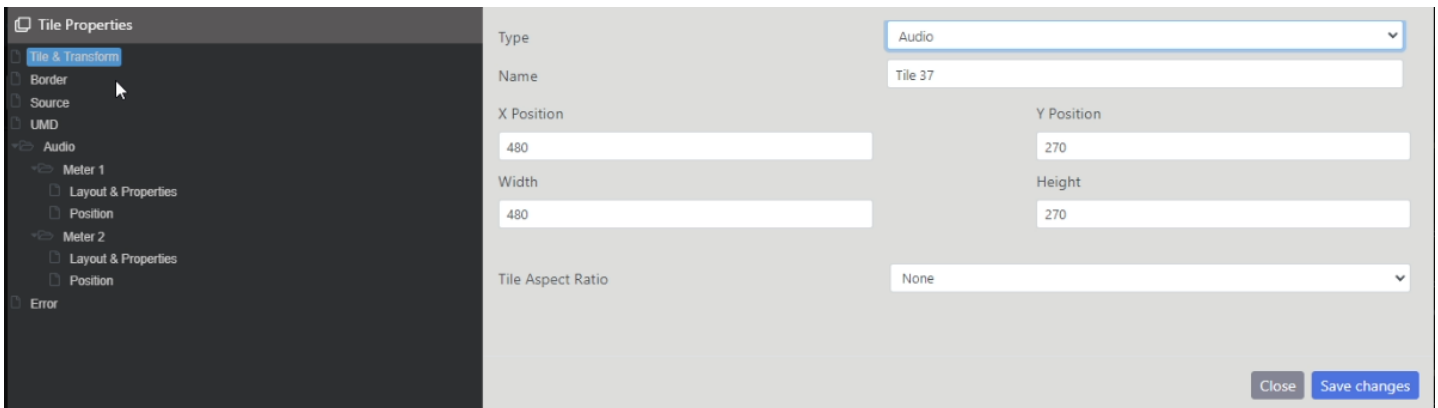 Tile Properties
Tile & Transform
Border
Source
UMD
Audio
Meter 1
Layout & Properties
Position
Meter 2
Layout & Properties
Position
Error
Type
Audio
Name
Tile 37
X Position
Y Position
480
270
Width
Height
480
270
Tile Aspect Ratio
None
Close
Save changes